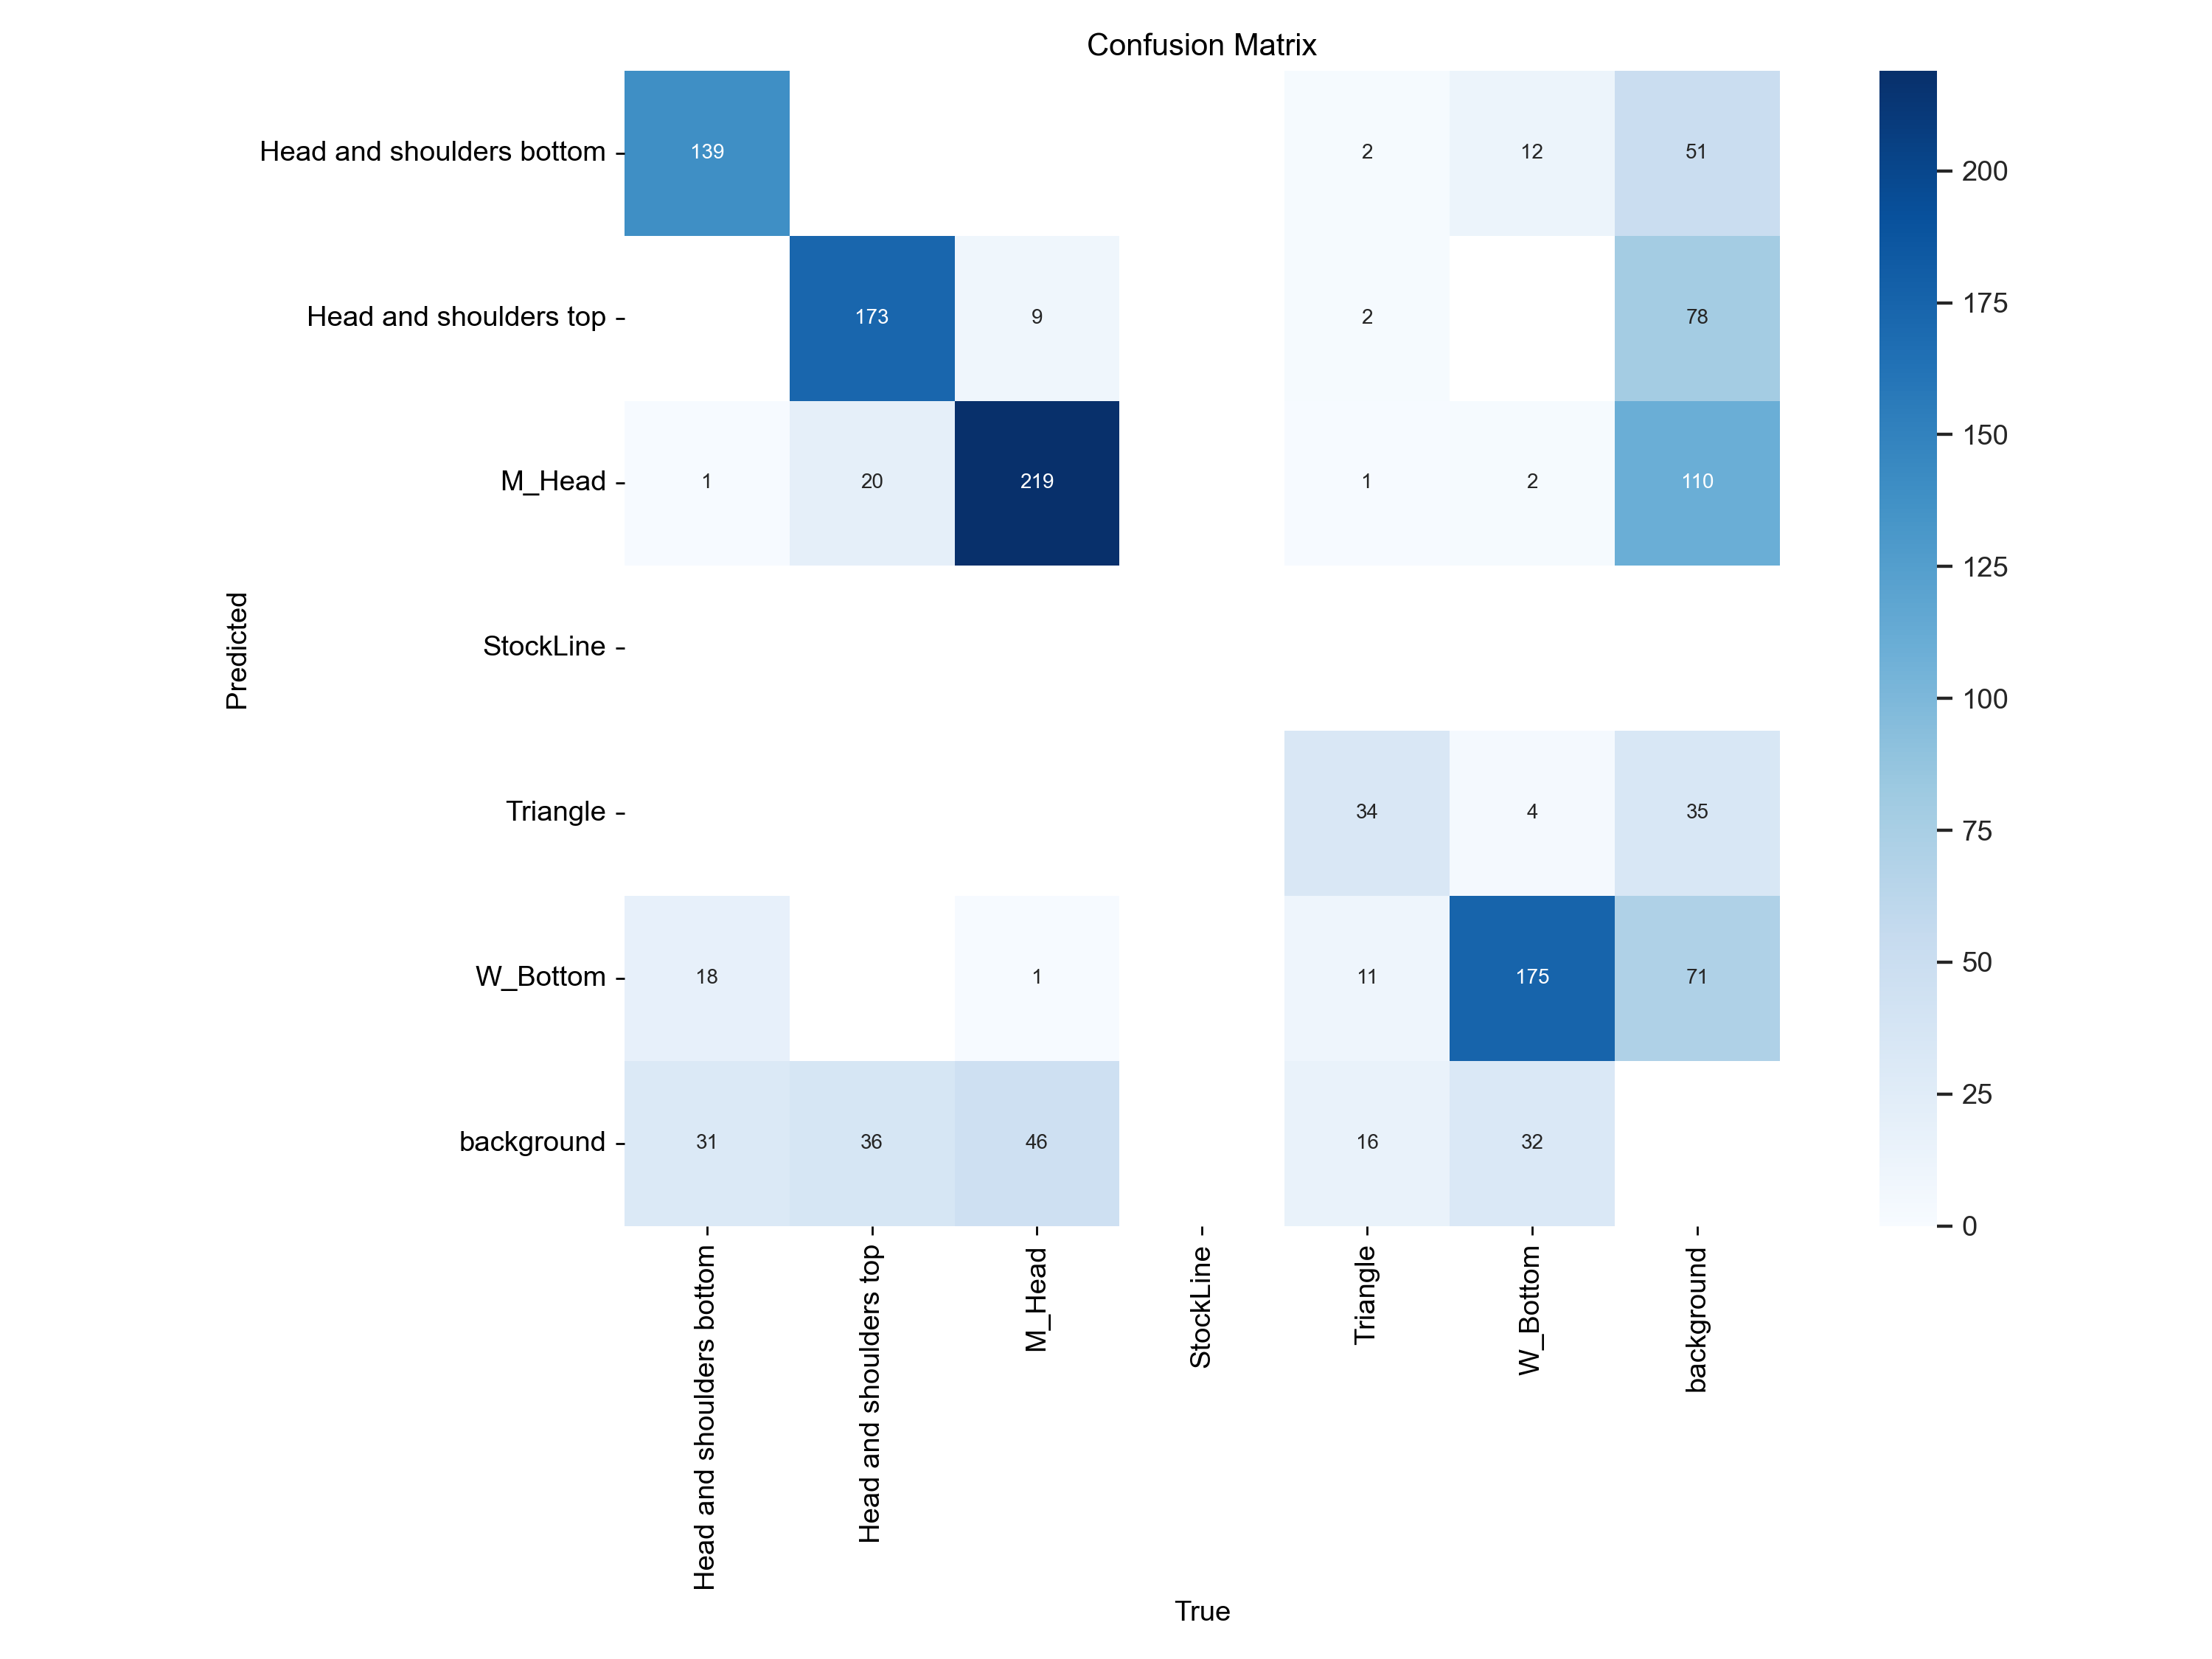 Confusion Matrix
Head and shoulders bottom
139
2
12
51
Head and shoulders top
173
9
2
78
M_Head
1
20
219
1
2
110
StockLine
Triangle
34
4
35
W_Bottom
18
1
11
175
71
background
31
36
46
16
32
Predicted
Head and shoulders bottom
Head and shoulders top
M_Head
StockLine
Triangle
W_Bottom
background
True
200
175
150
125
100
75
50
25
0